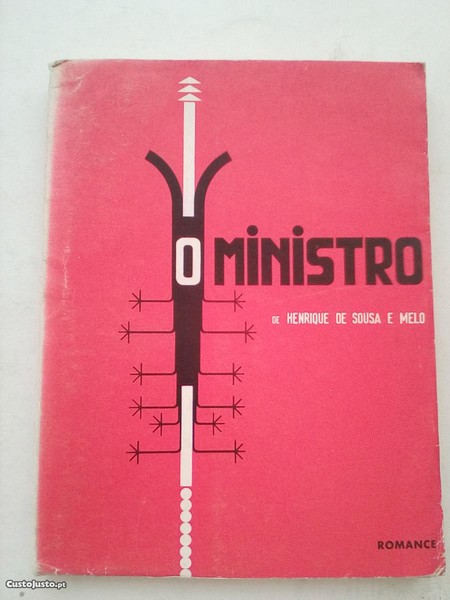 O MiNiSTRO
DE HENRIQUE DE SOUSA E MELO
ROMANCE
CustoJusto.pt